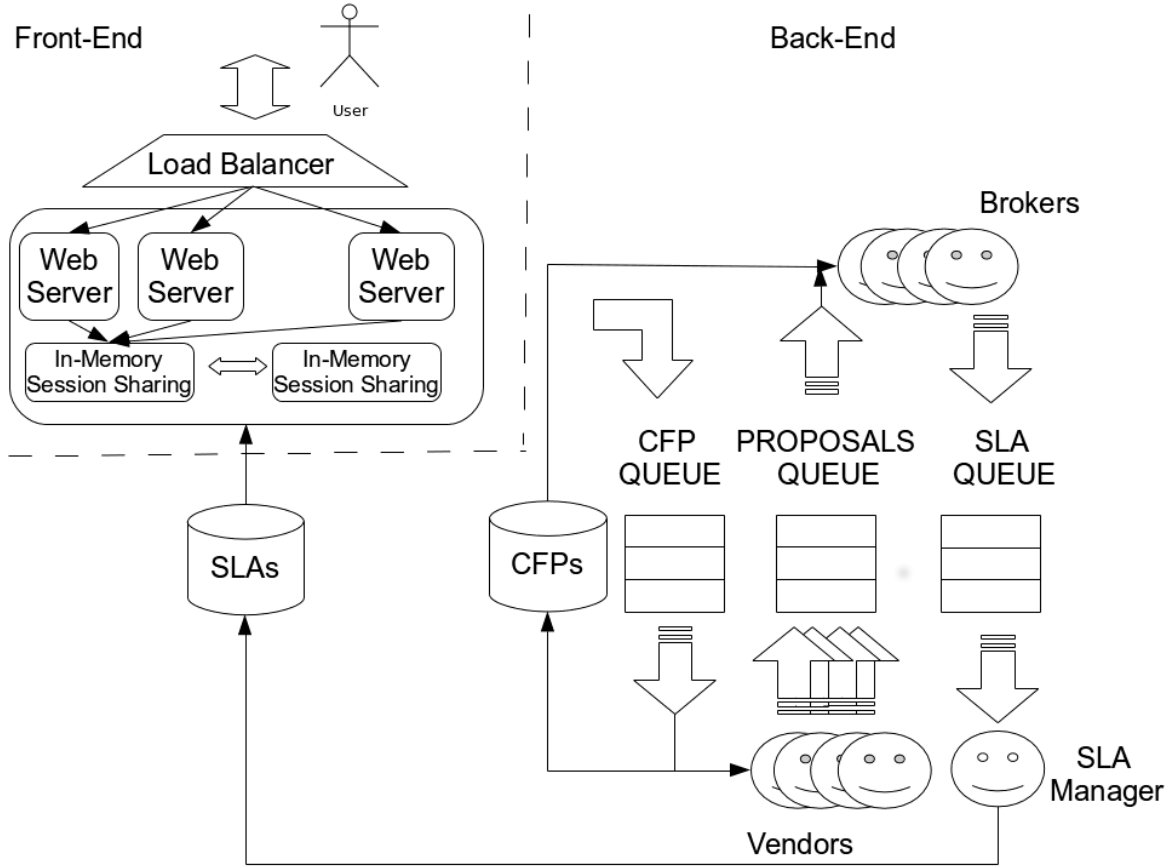 Front-End
Back-End
User
Load Balancer
Brokers
Web
Server
Web
Server
Web
Server
In-Memory
Session Sharing
In-Memory
Session Sharing
CFP
QUEUE
PROPOSALS
QUEUE
SLA
QUEUE
SLAs
CFPs
SLA
Manager
Vendors